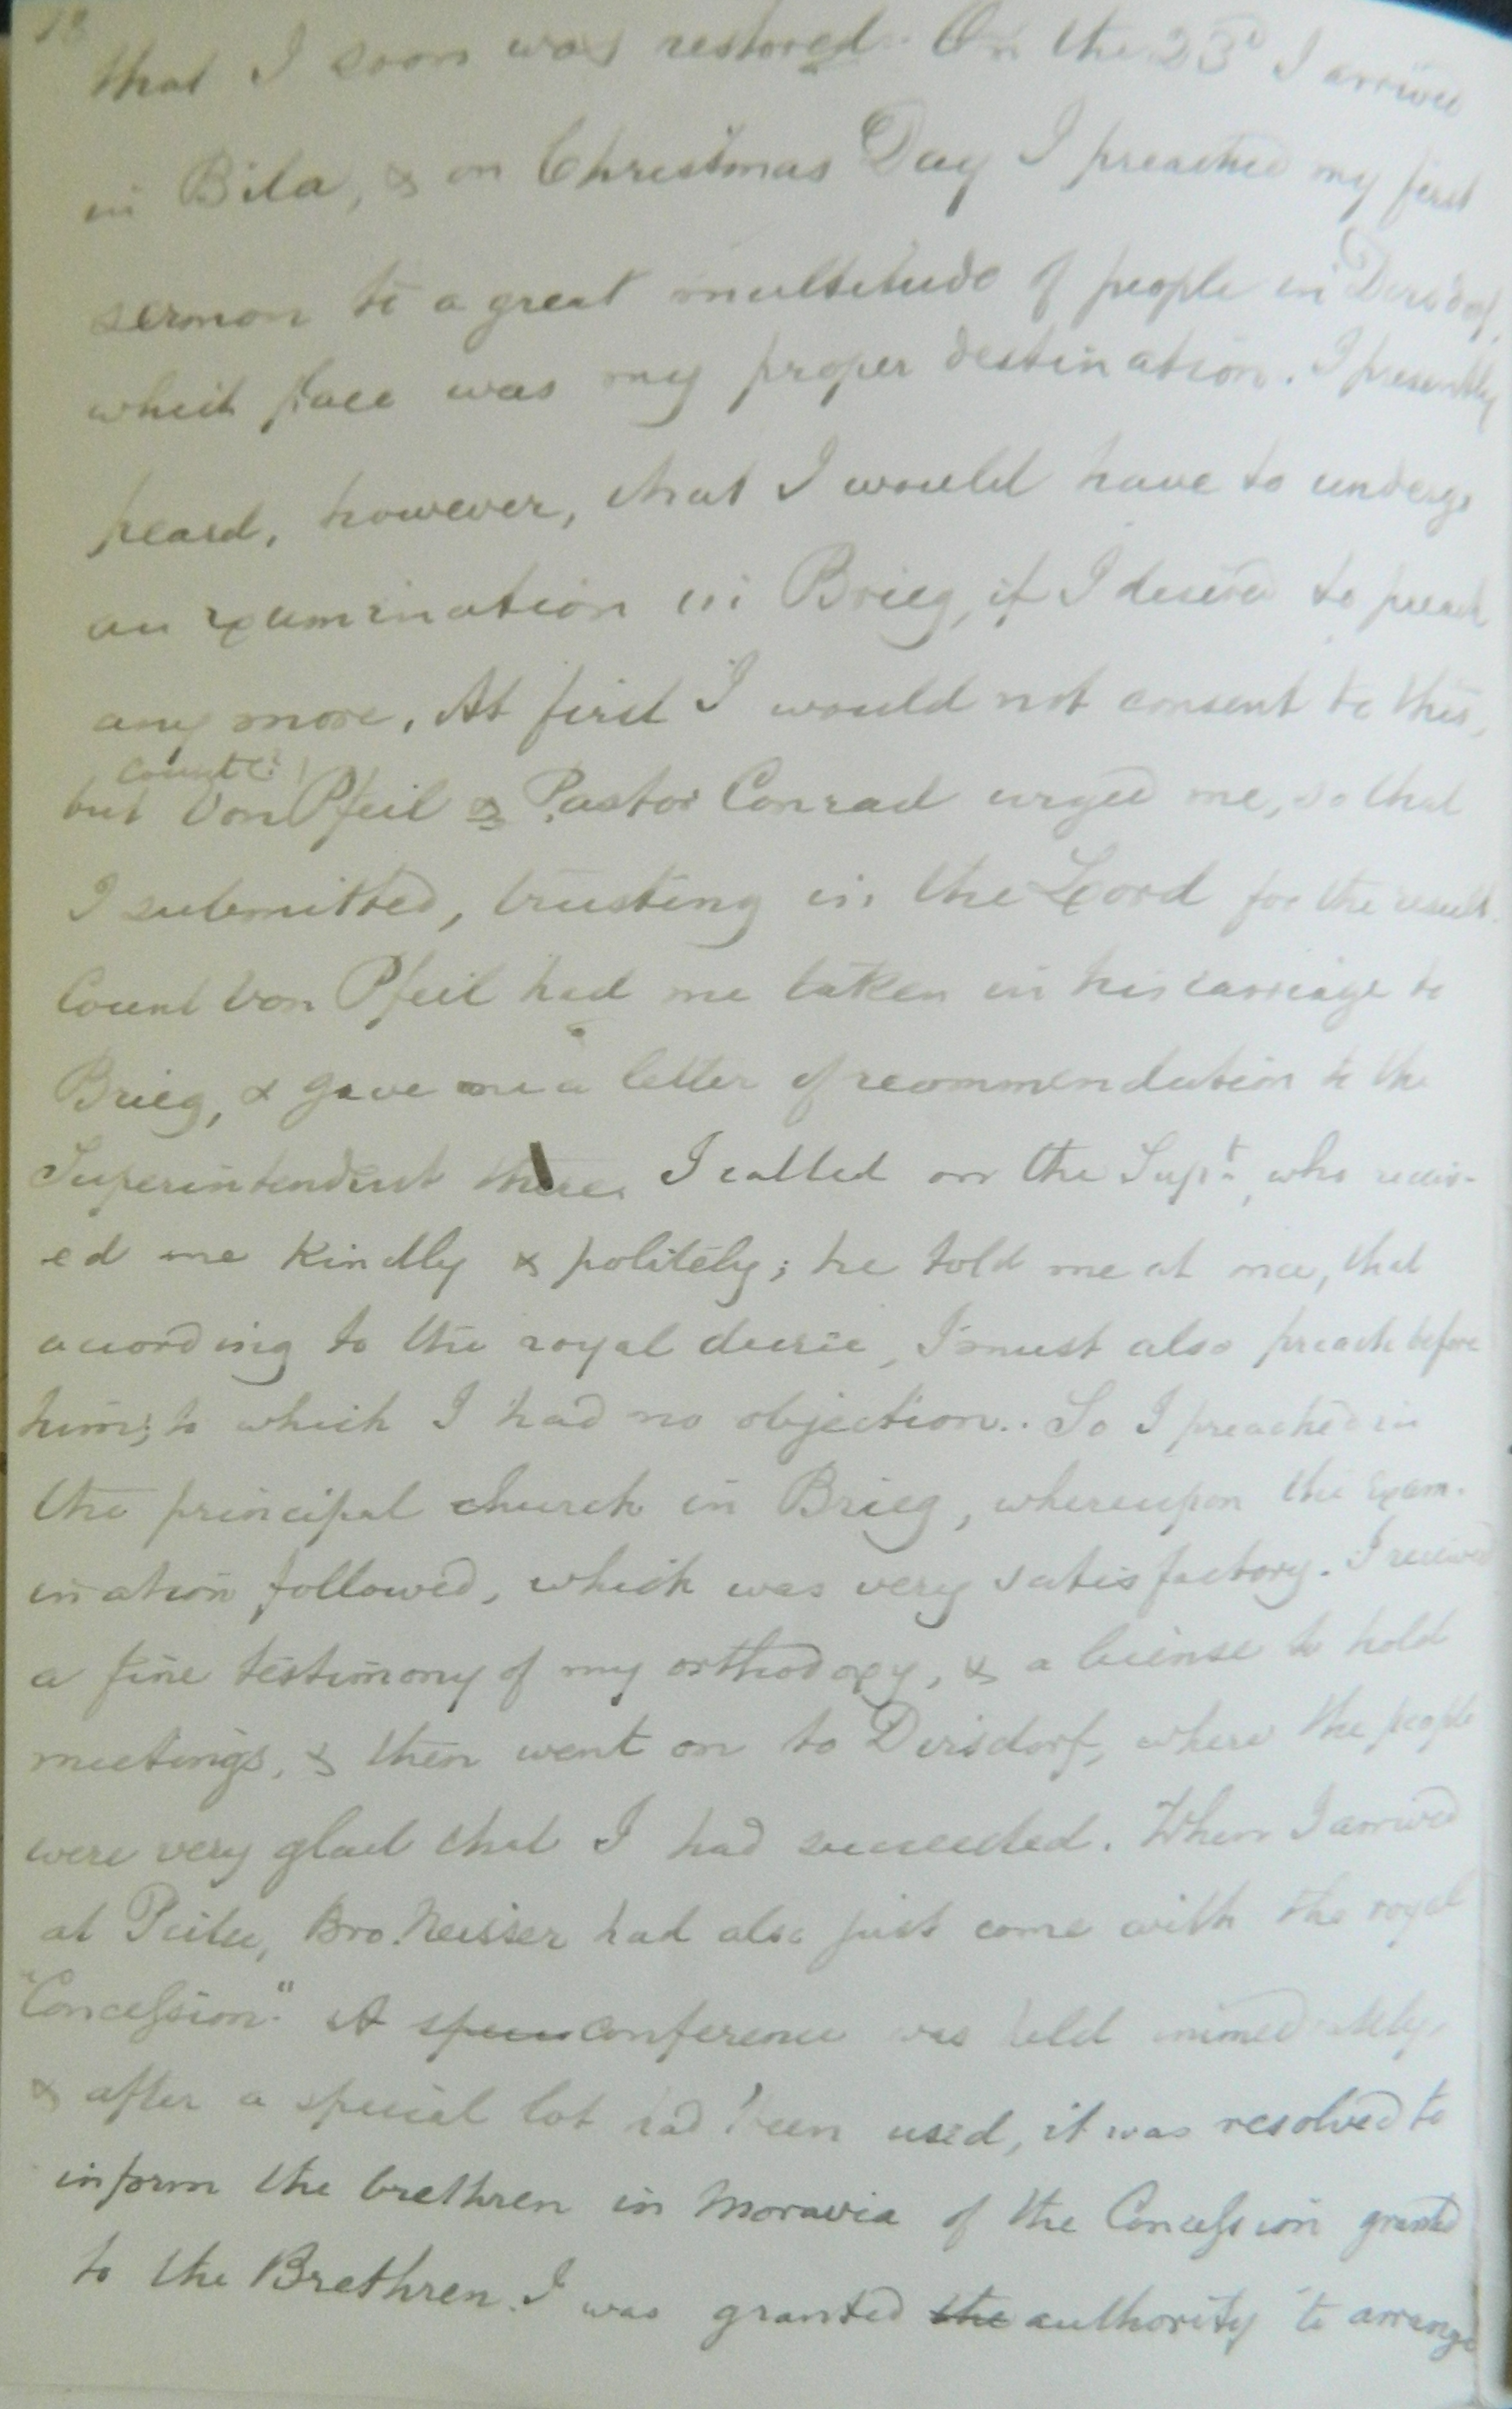 that I soon was restored. On the 23d I arrived
in Bila, & on Christmas Day I preached my first
sermon to a great multitude of people in Dirsdorf,
which place was my proper destination. I presently
heard, however, that I would have to undergo
an examination in Brieg, if I desired to preach
any more. At first I would not consent to this,
Count
but Von Pfeil & Pastor Conrad urged me, so that
I submitted, trusting in the Lord for the result.
Count Von Pfeil had me taken in his carriage to
Brieg, & gave me a letter of recommendation to the
Superintendent there. I called on the Supt, who receiv-
ed me kindly & politely; he told me at once, that
according to the royal decree, I must also preach before
him; to which I had no objection. So I preached in
the principal church in Brieg, whereupon the exam-
ination followed, which was very satisfactory. I received
a fine testimony of my orthodoxy, & a license to hold
meetings, & then went on to Dirsdorf, where the people
were very glad that I had succeeded. When I arrived
at Peilu, Bro. Neisser had also just come with the royal
"Concession." A conference was held immediately,
& after a special lot had been used, it was resolved to
inform the brethren in Moravia of the Concession granted
to the Brethren. I was granted the authority to arrange